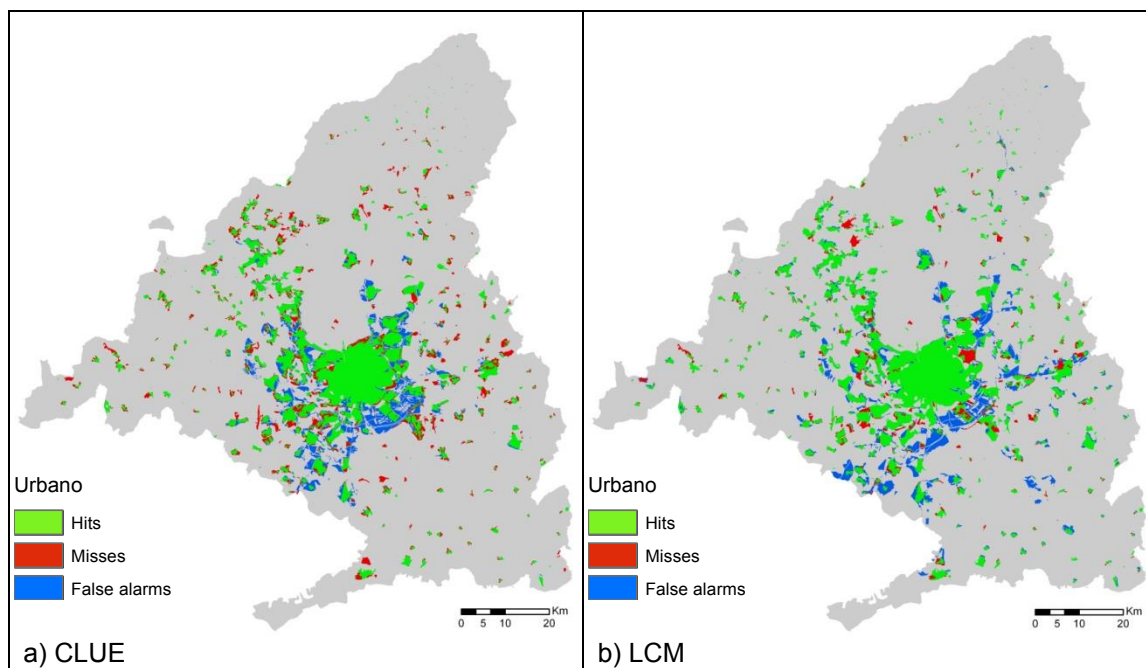 Urbano
Hits
Misses
False alarms
Km
0 5 10 20
a) CLUE
Urbano
Hits
Misses
False alarms
Km
0 5 10 20
b) LCM